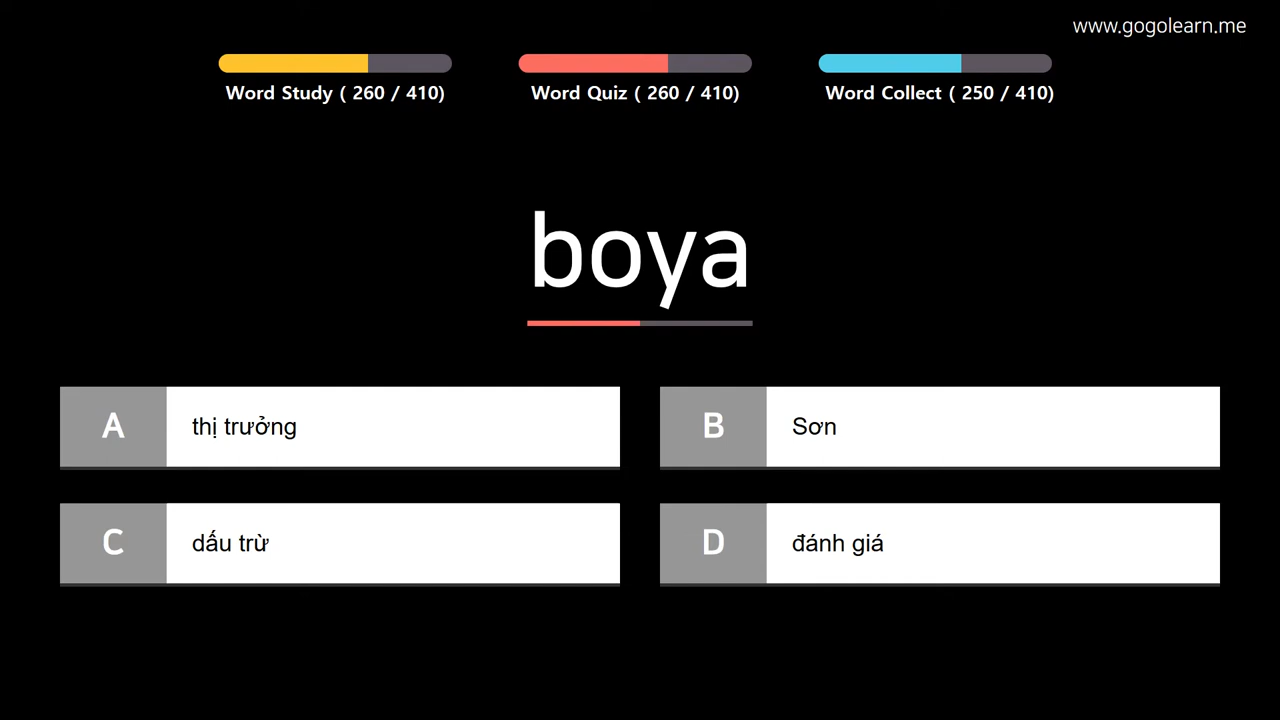 www.gogolearn.me
Word Study ( 260 / 410)
Word Quiz ( 260 / 410)
Word Collect ( 250 / 410)
boya
A thị trưởng
B Sơn
C dấu trừ
D đánh giá